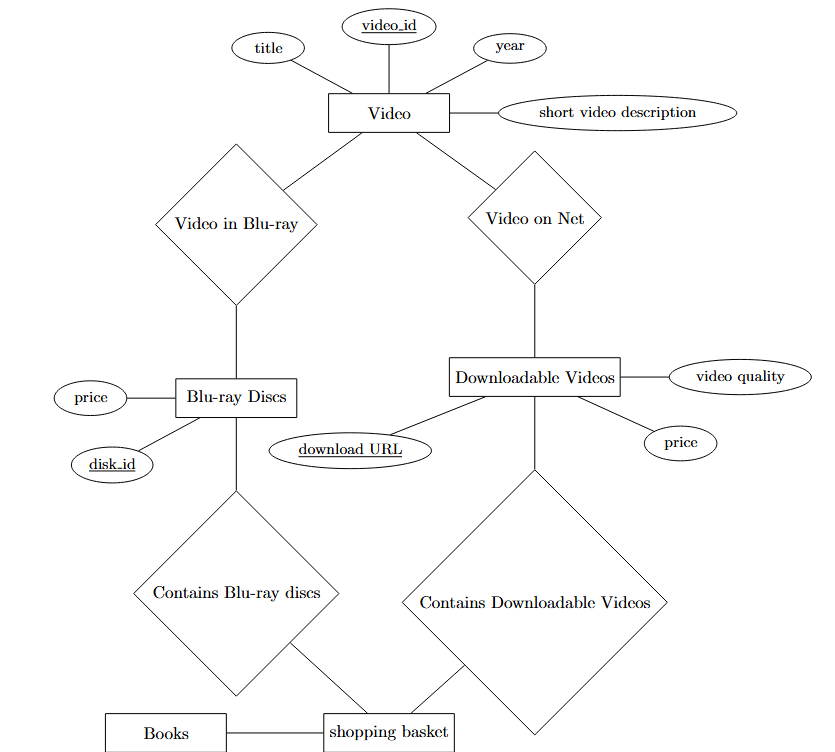 video_id
title
year
Video
short video description
Video in Blu-ray
Video on Net
Downloadable Videos
video quality
price
Blu-ray Discs
download URL
price
disk_id
Contains Blu-ray discs
Contains Downloadable Videos
Books
shopping basket